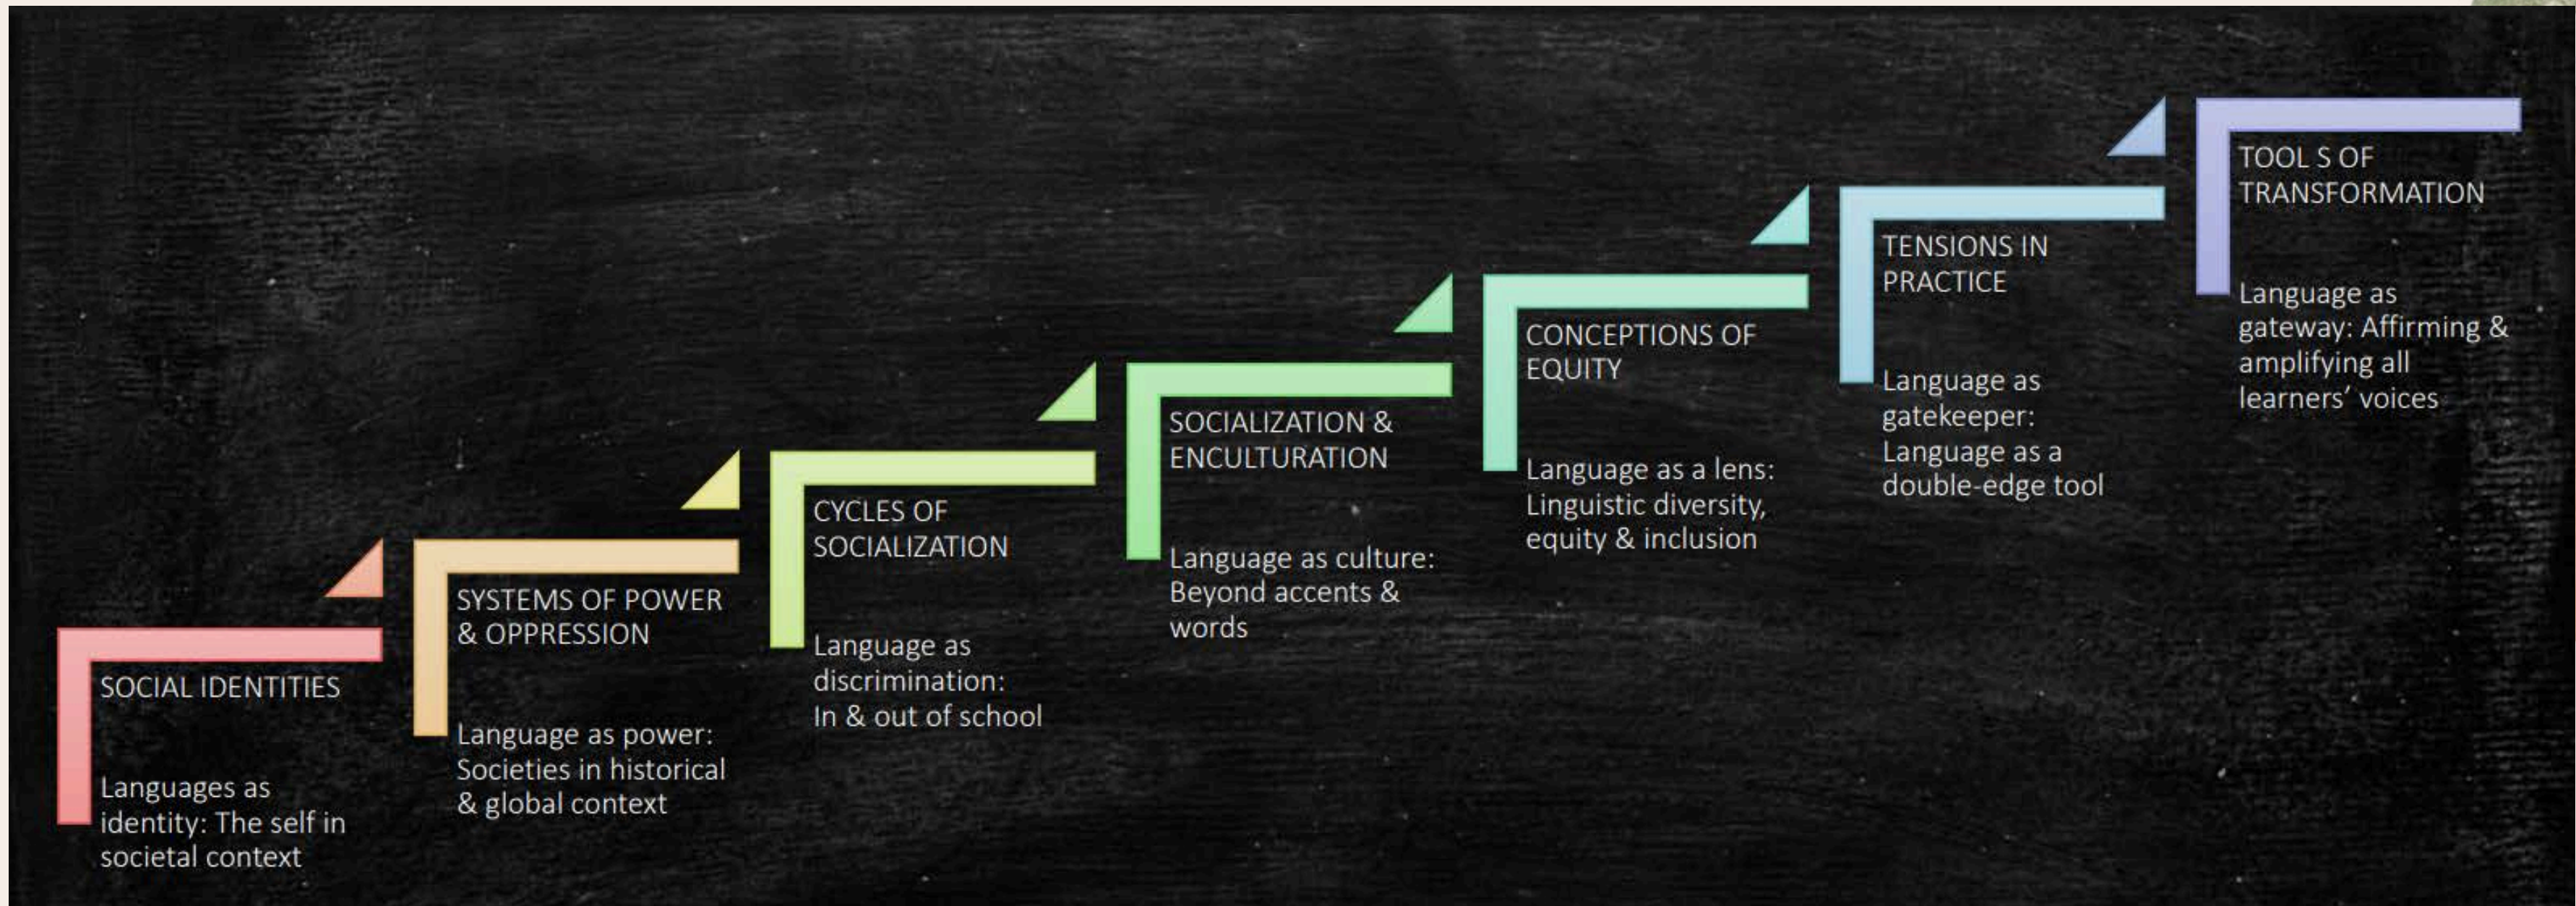 SOCIAL IDENTITIES
Languages as
identity: The self in
societal context
SYSTEMS OF POWER
& OPPRESSION
Language as power:
Societies in historical
& global context
CYCLES OF
SOCIALIZATION
Language as
discrimination:
In & out of school
SOCIALIZATION &
ENCULTURATION
Language as culture:
Beyond accents &
words
CONCEPTIONS OF
EQUITY
Language as a lens:
Linguistic diversity,
equity & inclusion
TENSIONS IN
PRACTICE
Language as
gatekeeper:
Language as a
double-edge tool
TOOL S OF
TRANSFORMATION
Language as
gateway: Affirming &
amplifying all
learners’ voices